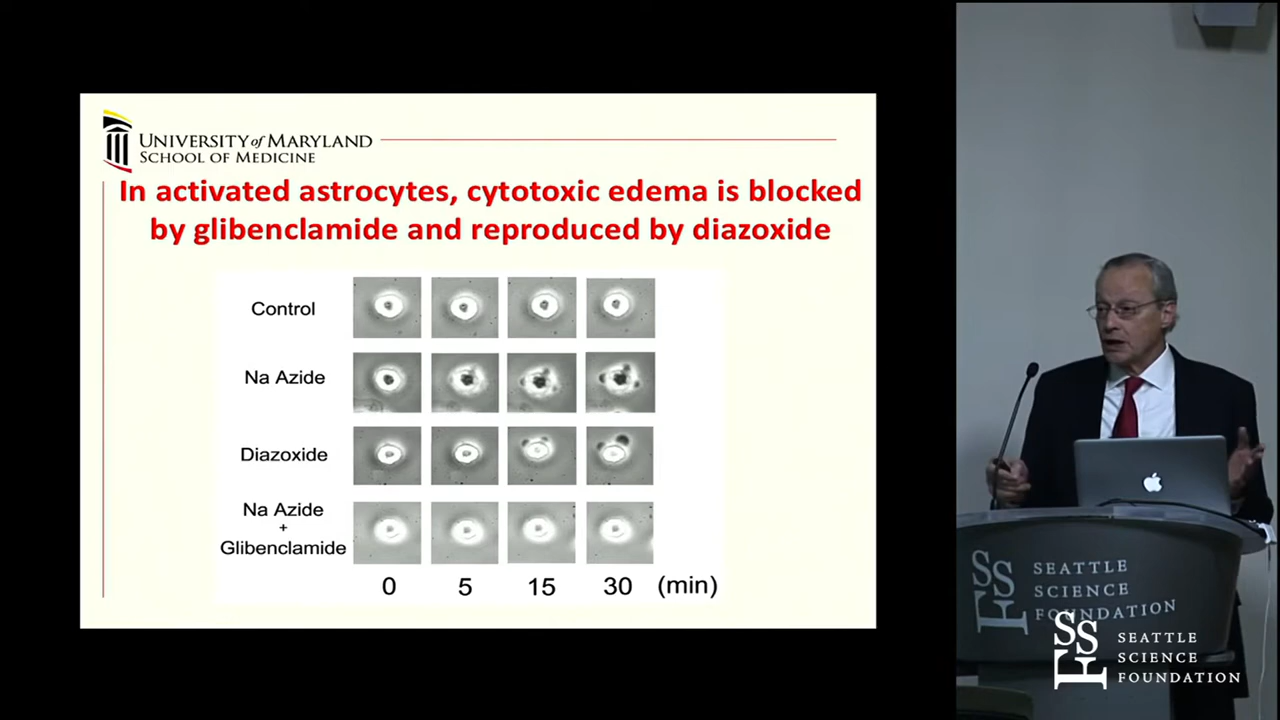 UNIVERSITY of MARYLAND
SCHOOL OF MEDICINE
In activated astrocytes, cytotoxic edema is blocked
by glibenclamide and reproduced by diazoxide
Control
Na Azide
Diazoxide
Na Azide
+
Glibenclamide
0 5 15 30 (min)
SSF
SEATTLE
SCIENCE
FOUNDATION
SSF
SEATTLE
SCIENCE
FOUNDATION